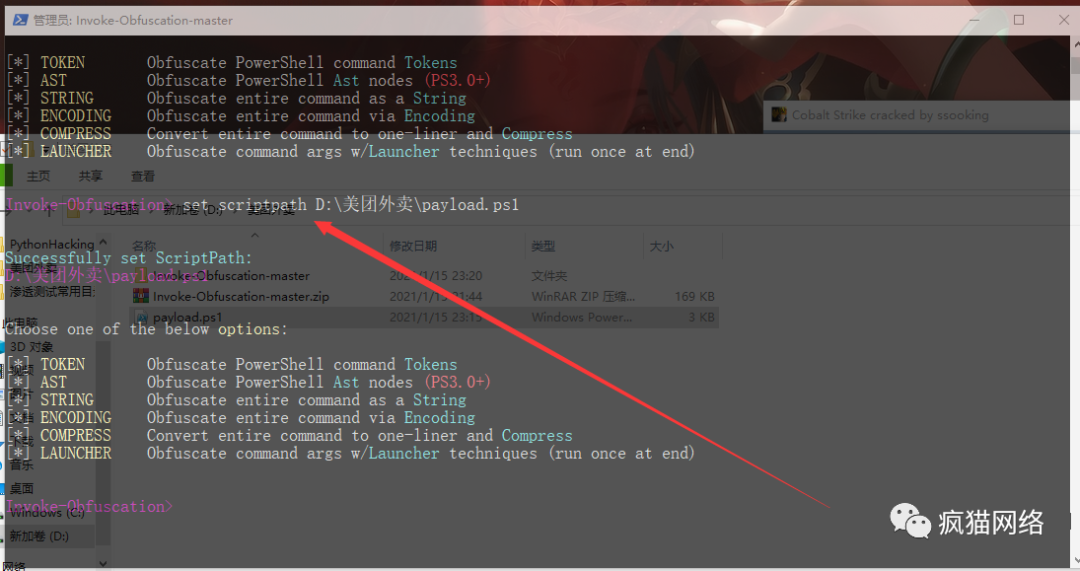 管理员: Invoke-Obfuscation-master
[*] TOKEN Obfuscate PowerShell command Tokens
[*] AST Obfuscate PowerShell Ast nodes (PS3.0+)
[*] STRING Obfuscate entire command as a String
[*] ENCODING Obfuscate entire command via Encoding
Cobalt Strike cracked by ssooking
[*] COMPRESS Convert entire command to one-liner and Compress
[*] LAUNCHER Obfuscate command args w/Launcher techniques (run once at end)
主页 共享 查看
Invoke-Obfuscation> set scriptpath D:\美团外卖\payload.ps1
此电脑 新加卷 (D:) 美团外卖
PythonHacking 名称 修改日期 类型 大小
Successfully set ScriptPath:
美团外卖
D:\美团外卖\payload.ps1
Invoke-Obfuscation-master 2021/1/15 23:20 文件夹
渗透测试常用目
Invoke-Obfuscation-master.zip 2021/1/15 21:44 WinRAR ZIP 压缩... 169 KB
payload.ps1 2021/1/15 23:15 Windows Power... 3 KB
此电脑
Choose one of the below options:
3D 对象
[*] TOKEN Obfuscate PowerShell command Tokens
视频
[*] AST Obfuscate PowerShell Ast nodes (PS3.0+)
[*] STRING Obfuscate entire command as a String
[*] ENCODING Obfuscate entire command via Encoding
[*] COMPRESS Convert entire command to one-liner and Compress
[*] LAUNCHER Obfuscate command args w/Launcher techniques (run once at end)
音乐
桌面
Invoke-Obfuscation>
Windows (C:)
新加卷 (D:)
网络
疯猫网络